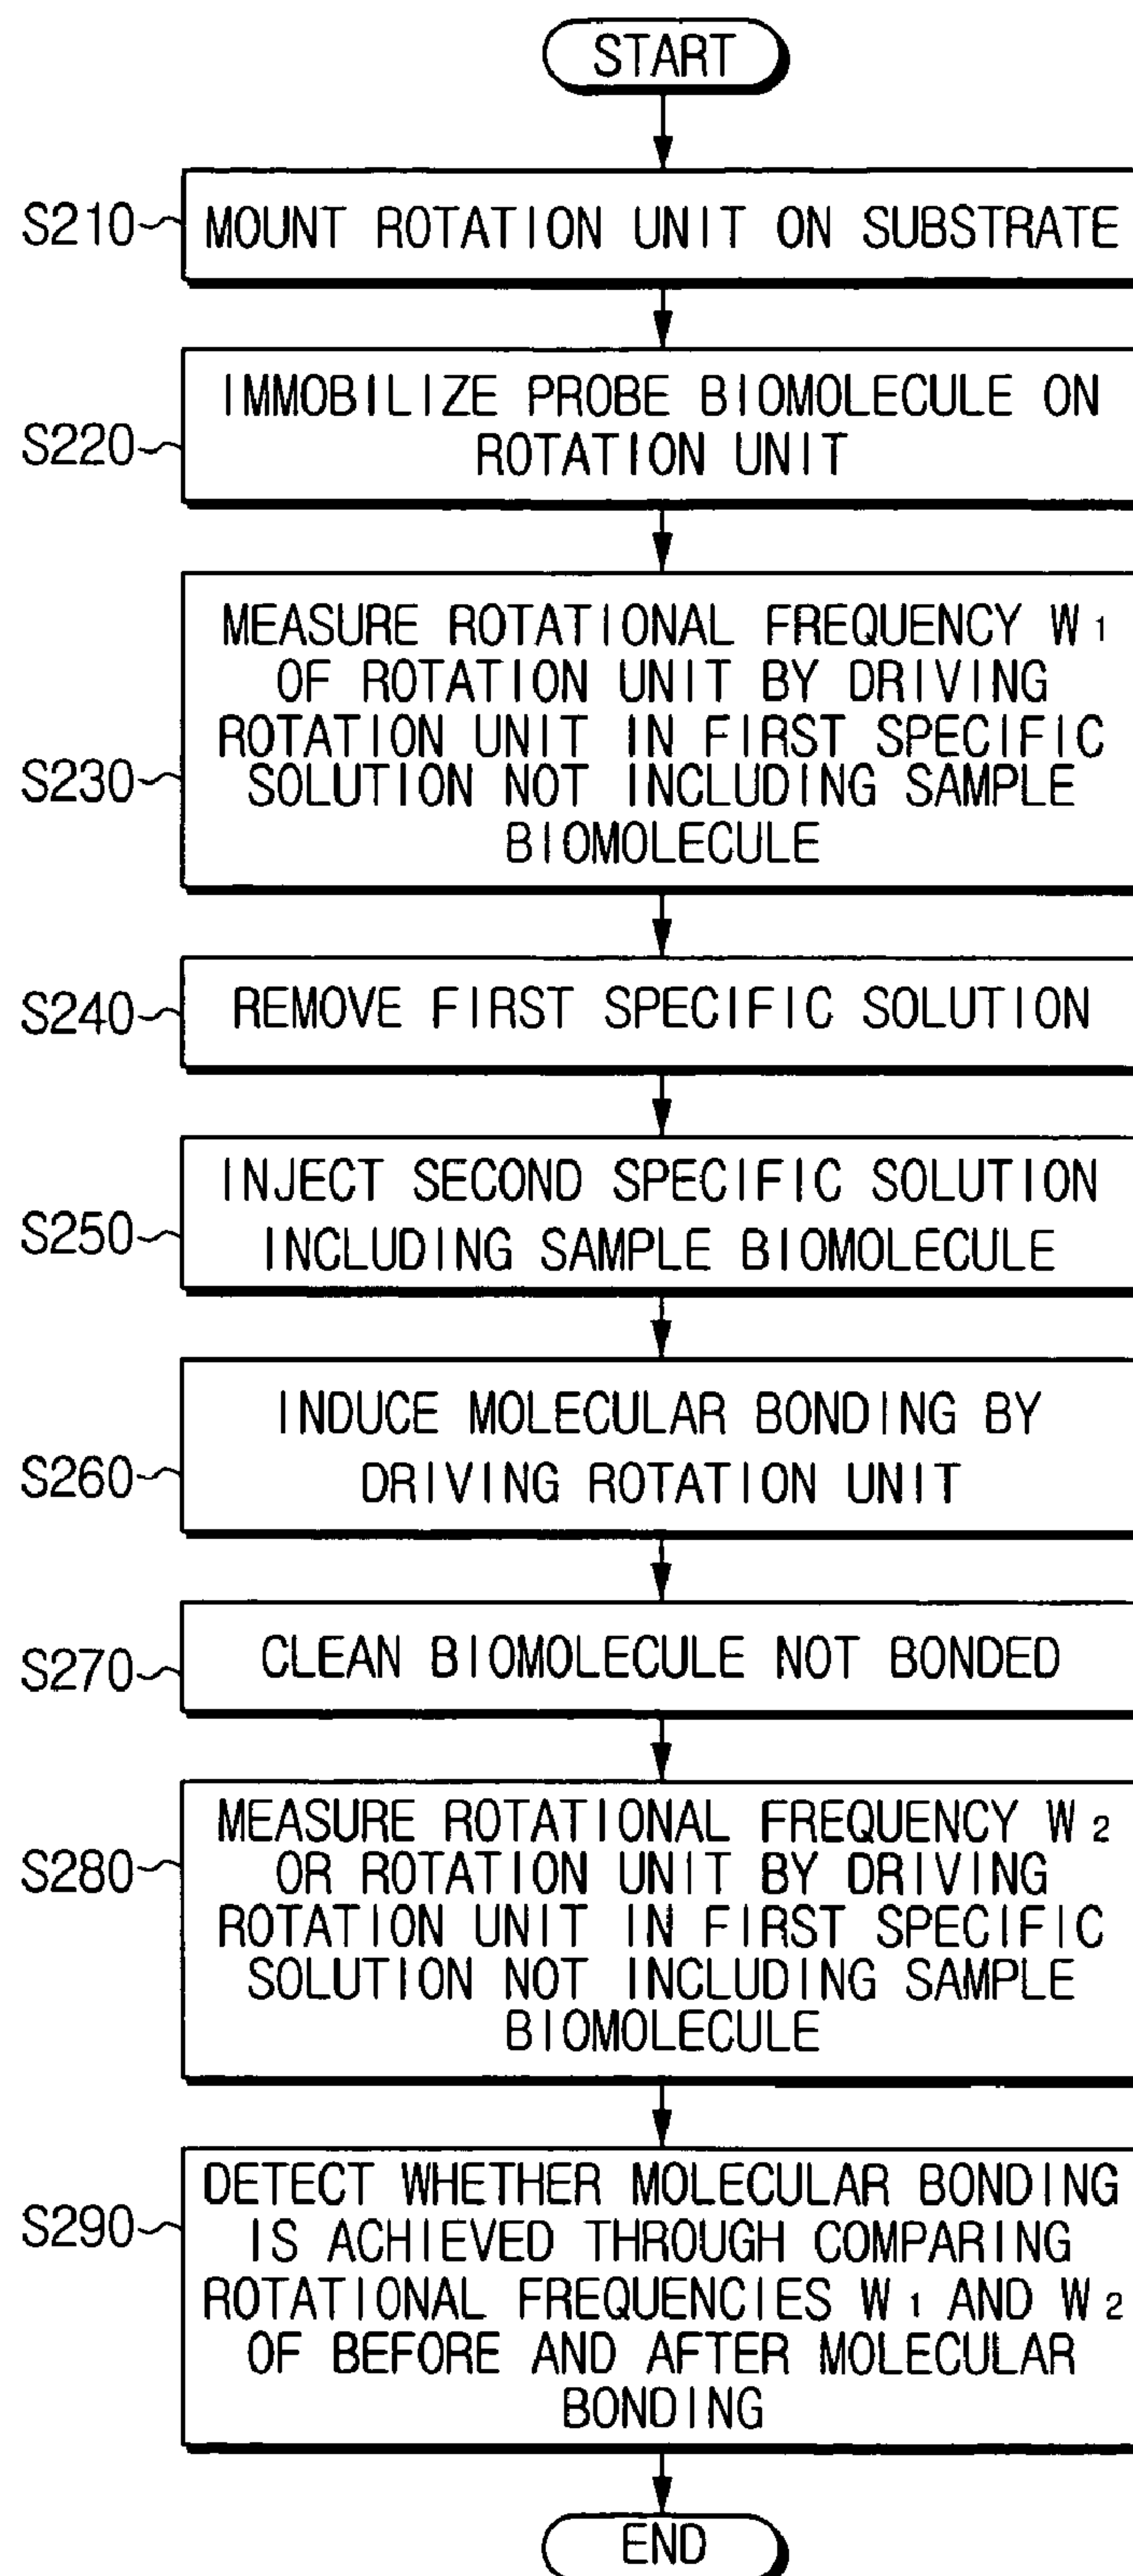 START
S210
MOUNT ROTATION UNIT ON SUBSTRATE
S220
IMMOBILIZE PROBE BIOMOLECULE ON
ROTATION UNIT
S230
MEASURE ROTATIONAL FREQUENCY W1
OF ROTATION UNIT BY DRIVING
ROTATION UNIT IN FIRST SPECIFIC
SOLUTION NOT INCLUDING SAMPLE
BIOMOLECULE
S240
REMOVE FIRST SPECIFIC SOLUTION
S250
INJECT SECOND SPECIFIC SOLUTION
INCLUDING SAMPLE BIOMOLECULE
S260
INDUCE MOLECULAR BONDING BY
DRIVING ROTATION UNIT
S270
CLEAN BIOMOLECULE NOT BONDED
S280
MEASURE ROTATIONAL FREQUENCY W2
OR ROTATION UNIT BY DRIVING
ROTATION UNIT IN FIRST SPECIFIC
SOLUTION NOT INCLUDING SAMPLE
BIOMOLECULE
S290
DETECT WHETHER MOLECULAR BONDING
IS ACHIEVED THROUGH COMPARING
ROTATIONAL FREQUENCIES W1 AND W2
OF BEFORE AND AFTER MOLECULAR
BONDING
END